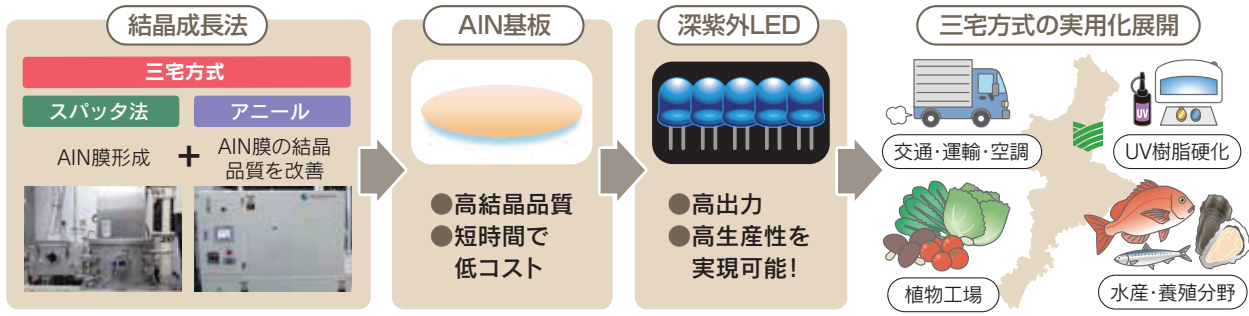 結晶成長法
三宅方式
スパッタ法
アニール
AlN膜形成
+
AlN膜の結晶
品質を改善
AlN基板
●高結晶品質
●短時間で
低コスト
深紫外LED
●高出力
●高生産性を
実現可能!
三宅方式の実用化展開
交通・運輸・空調
UV
UV樹脂硬化
植物工場
水産・養殖分野